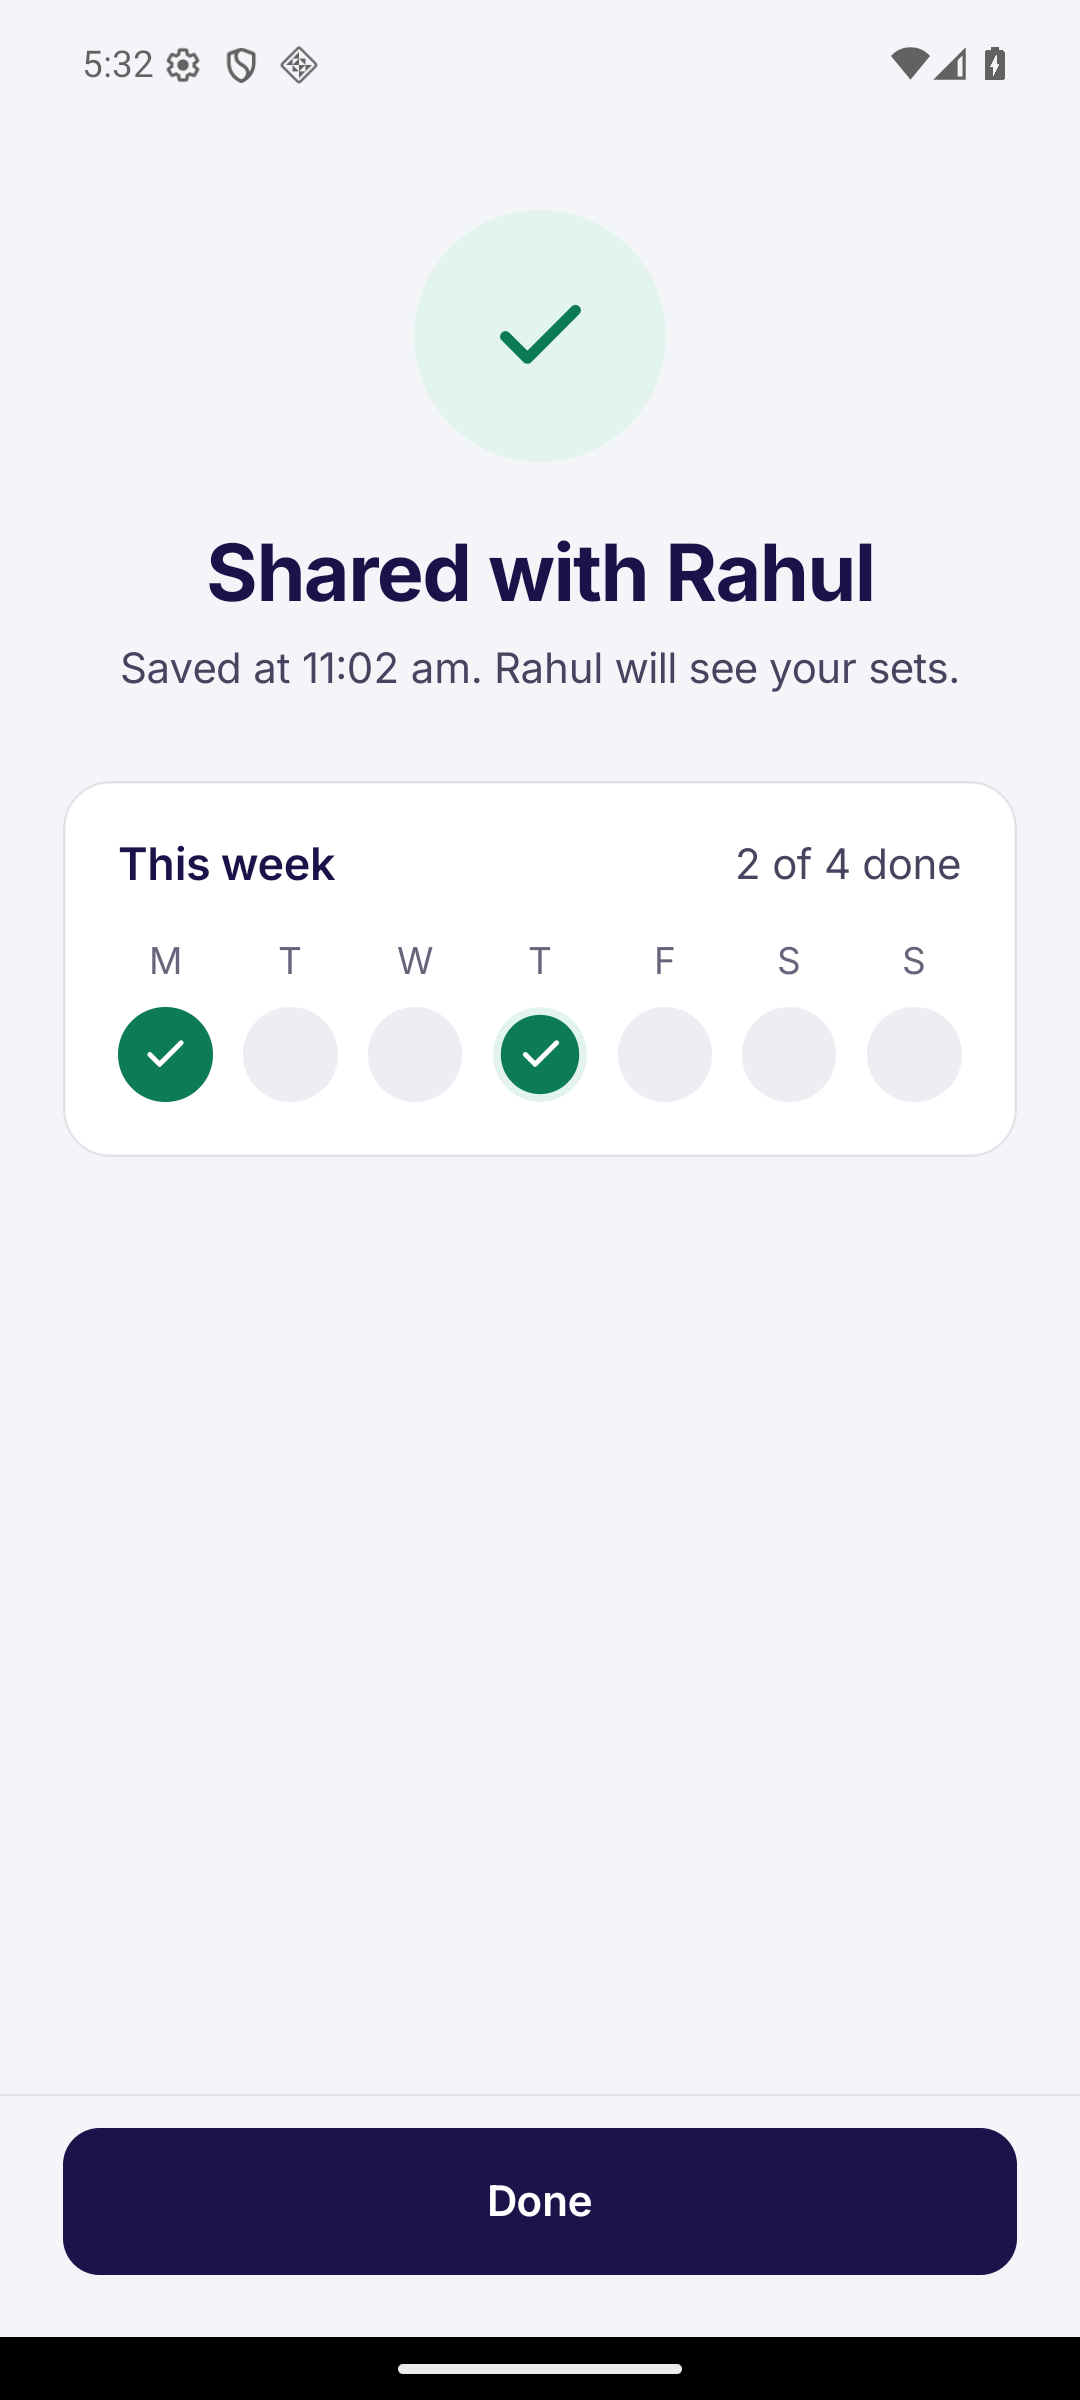 5:32
Shared with Rahul
Saved at 11:02 am. Rahul will see your sets.
This week 2 of 4 done
M T W T F S S
Done